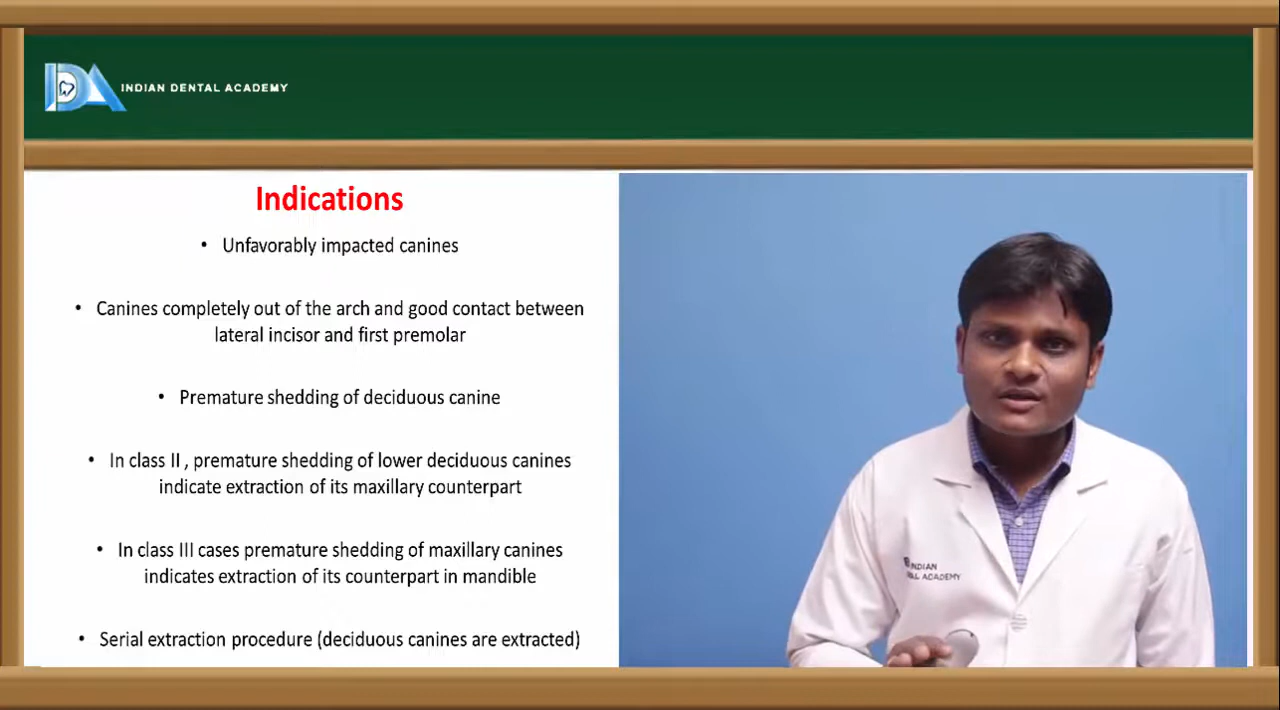 INDIAN DENTAL ACADEMY
Indications
• Unfavorably impacted canines
• Canines completely out of the arch and good contact between
lateral incisor and first premolar
• Premature shedding of deciduous canine
• In class II , premature shedding of lower deciduous canines
indicate extraction of its maxillary counterpart
• In class III cases premature shedding of maxillary canines
indicates extraction of its counterpart in mandible
• Serial extraction procedure (deciduous canines are extracted)
INDIAN
ACADEMY